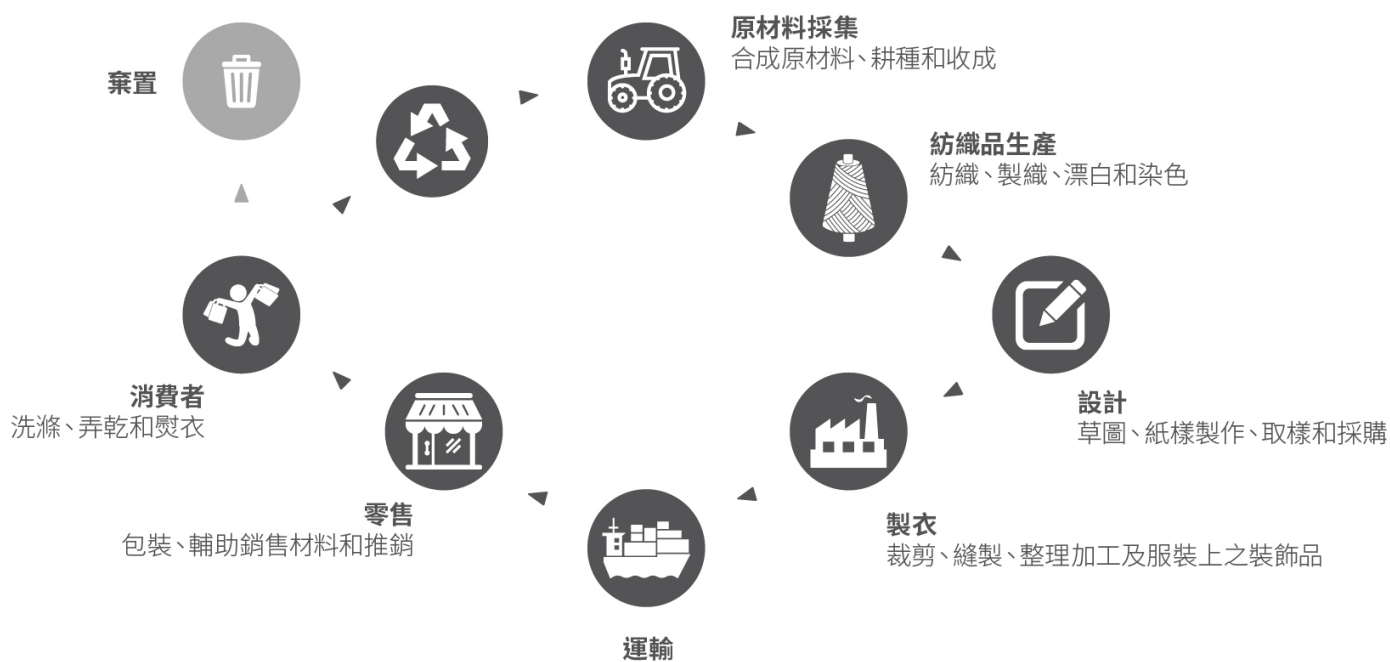 原材料採集
合成原材料、耕種和收成
棄置
紡織品生產
紡織、製織、漂白和染色
設計
草圖、紙樣製作、取樣和採購
消費者
洗滌、弄乾和熨衣
零售
包裝、輔助銷售材料和推銷
製衣
裁剪、縫製、整理加工及服裝上之裝飾品
運輸